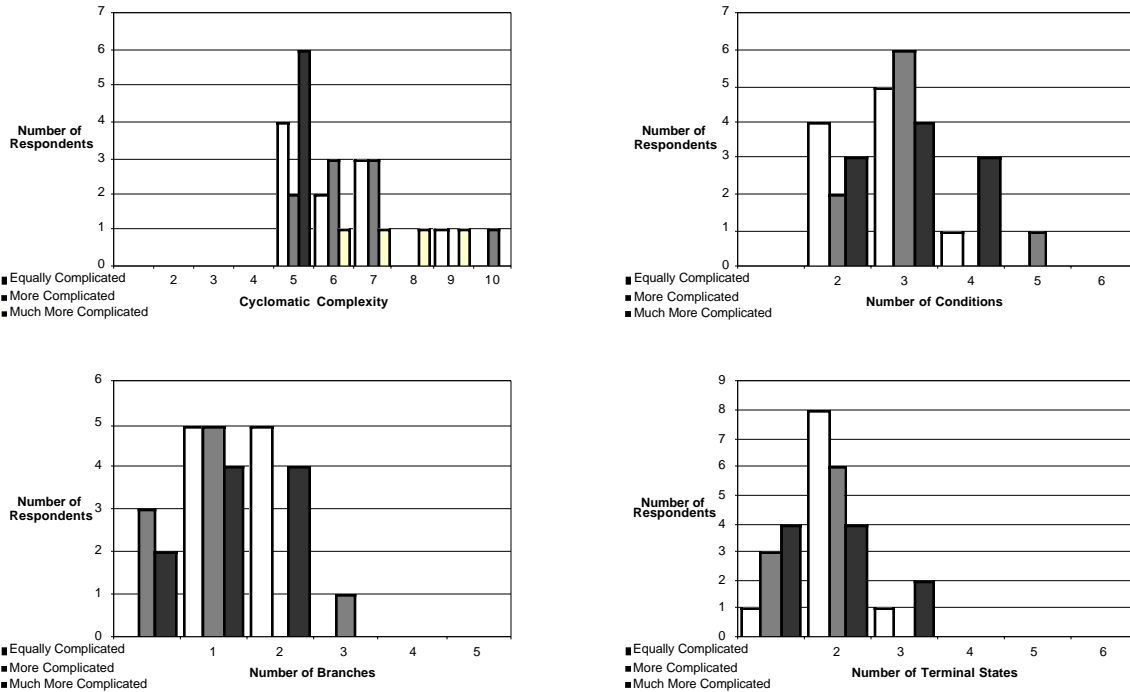 7
6
5
4
3
2
1
0
Number of
Respondents
2 3 4 5 6 7 8 9 10
Cyclomatic Complexity
Equally Complicated
More Complicated
Much More Complicated
7
6
5
4
3
2
1
0
Number of
Respondents
2 3 4 5 6
Number of Conditions
Equally Complicated
More Complicated
Much More Complicated
6
5
4
3
2
1
0
Number of
Respondents
1 2 3 4 5
Number of Branches
Equally Complicated
More Complicated
Much More Complicated
9
8
7
6
5
4
3
2
1
0
Number of
Respondents
2 3 4 5 6
Number of Terminal States
Equally Complicated
More Complicated
Much More Complicated